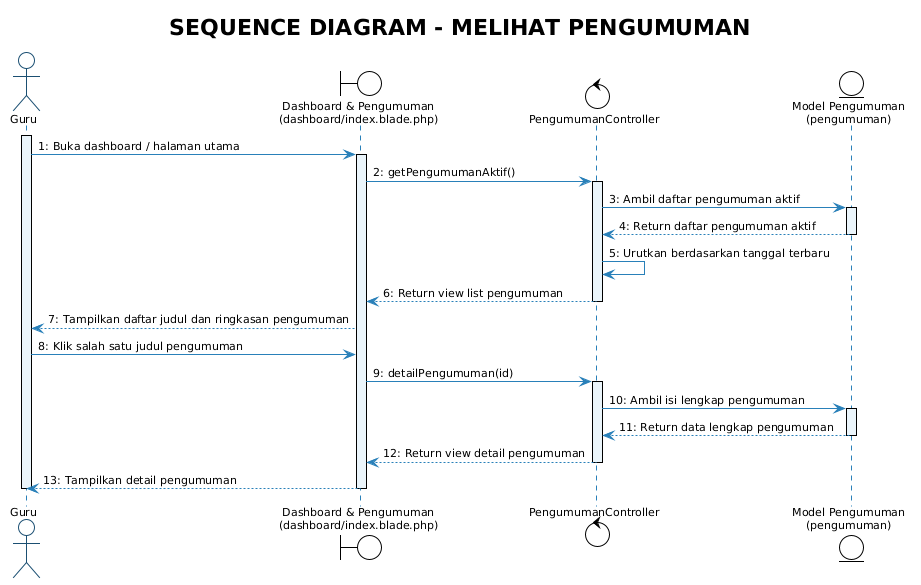 SEQUENCE DIAGRAM - MELIHAT PENGUMUMAN
Guru
Dashboard & Pengumuman
(dashboard/index.blade.php)
PengumumanController
Model Pengumuman
(pengumuman)
1: Buka dashboard / halaman utama
2: getPengumumanAktif()
3: Ambil daftar pengumuman aktif
4: Return daftar pengumuman aktif
5: Urutkan berdasarkan tanggal terbaru
6: Return view list pengumuman
7: Tampilkan daftar judul dan ringkasan pengumuman
8: Klik salah satu judul pengumuman
9: detailPengumuman(id)
10: Ambil isi lengkap pengumuman
11: Return data lengkap pengumuman
12: Return view detail pengumuman
13: Tampilkan detail pengumuman
Guru
Dashboard & Pengumuman
(dashboard/index.blade.php)
PengumumanController
Model Pengumuman
(pengumuman)